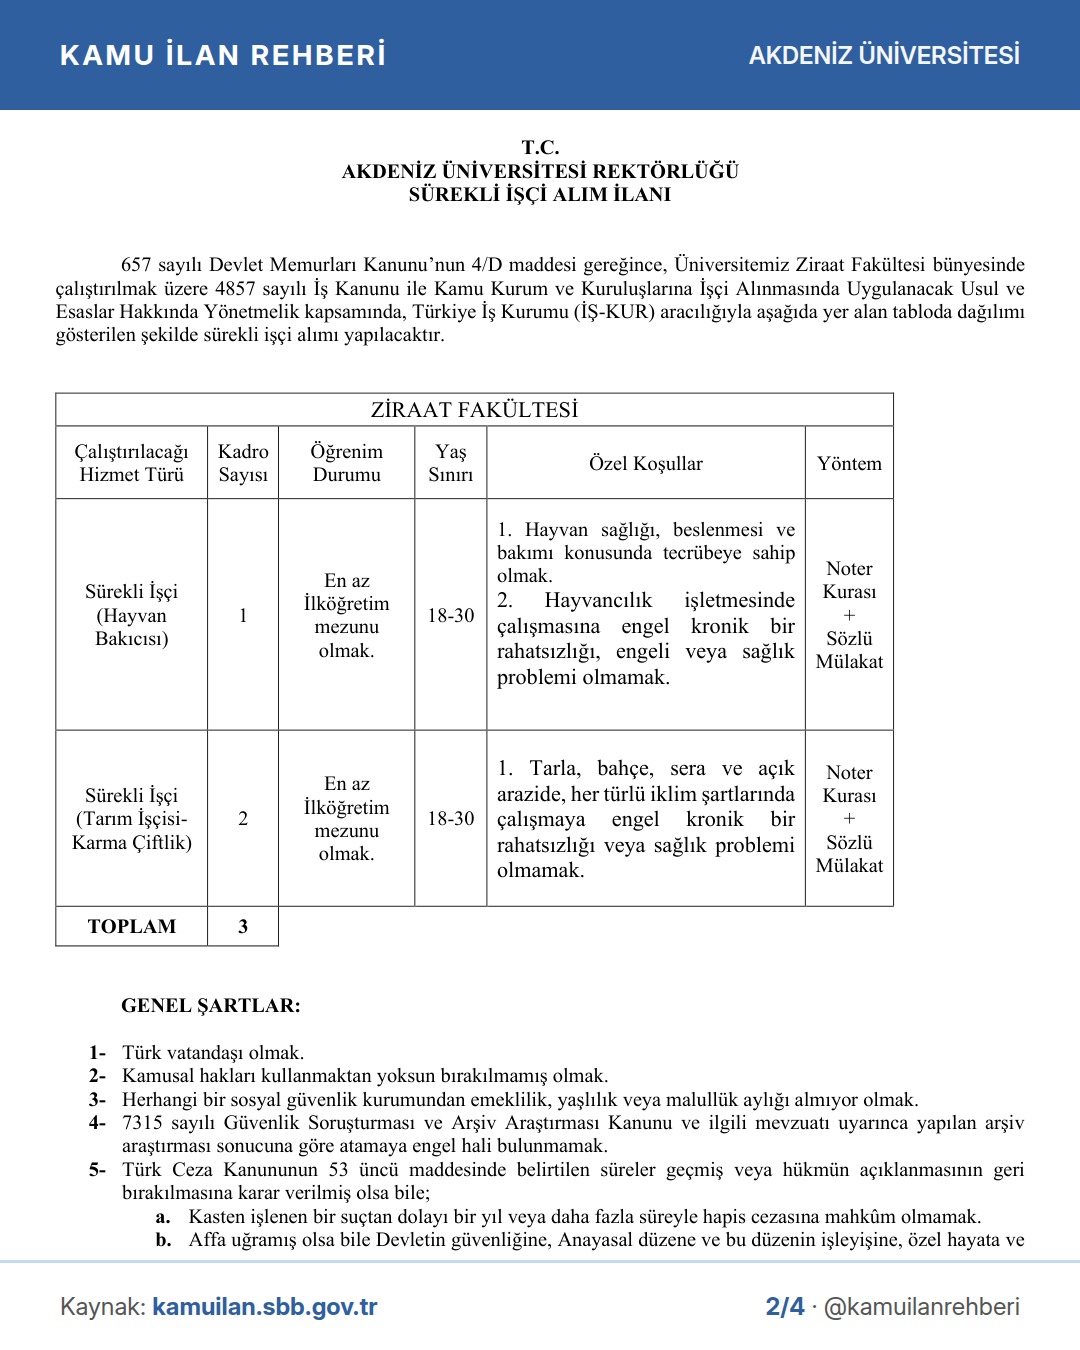 KAMU İLAN REHBERİ
AKDENİZ ÜNİVERSİTESİ
T.C.
AKDENİZ ÜNİVERSİTESİ REKTÖRLÜĞÜ
SÜREKLİ İŞÇİ ALIM İLANI
657 sayılı Devlet Memurları Kanunu’nun 4/D maddesi gereğince, Üniversitemiz Ziraat Fakültesi bünyesinde
çalıştırılmak üzere 4857 sayılı İş Kanunu ile Kamu Kurum ve Kuruluşlarına İşçi Alınmasında Uygulanacak Usul ve
Esaslar Hakkında Yönetmelik kapsamında, Türkiye İş Kurumu (İŞ-KUR) aracılığıyla aşağıda yer alan tabloda dağılımı
gösterilen şekilde sürekli işçi alımı yapılacaktır.
ZİRAAT FAKÜLTESİ
Çalıştırılacağı
Hizmet Türü
Kadro
Sayısı
Öğrenim
Durumu
Yaş
Sınırı
Özel Koşullar
Yöntem
Sürekli İşçi
(Hayvan
Bakıcısı)
1
En az
İlköğretim
mezunu
olmak.
18-30
1. Hayvan sağlığı, beslenmesi ve
bakımı konusunda tecrübeye sahip
olmak.
2. Hayvancılık işletmesinde
çalışmasına engel kronik bir
rahatsızlığı, engeli veya sağlık
problemi olmamak.
Noter
Kurası
+
Sözlü
Mülakat
Sürekli İşçi
(Tarım İşçisi-
Karma Çiftlik)
2
En az
İlköğretim
mezunu
olmak.
18-30
1. Tarla, bahçe, sera ve açık
arazide, her türlü iklim şartlarında
çalışmaya engel kronik bir
rahatsızlığı veya sağlık problemi
olmamak.
Noter
Kurası
+
Sözlü
Mülakat
TOPLAM
3
GENEL ŞARTLAR:
1- Türk vatandaşı olmak.
2- Kamusal hakları kullanmaktan yoksun bırakılmamış olmak.
3- Herhangi bir sosyal güvenlik kurumundan emeklilik, yaşlılık veya malullük aylığı almıyor olmak.
4- 7315 sayılı Güvenlik Soruşturması ve Arşiv Araştırması Kanunu ve ilgili mevzuatı uyarınca yapılan arşiv
araştırması sonucuna göre atamaya engel hali bulunmamak.
5- Türk Ceza Kanununun 53 üncü maddesinde belirtilen süreler geçmiş veya hükmün açıklanmasının geri
bırakılmasına karar verilmiş olsa bile;
a. Kasten işlenen bir suçtan dolayı bir yıl veya daha fazla süreyle hapis cezasına mahkûm olmamak.
b. Affa uğramış olsa bile Devletin güvenliğine, Anayasal düzene ve bu düzenin işleyişine, özel hayata ve
Kaynak: kamuilan.sbb.gov.tr
2/4 · @kamuilanrehberi